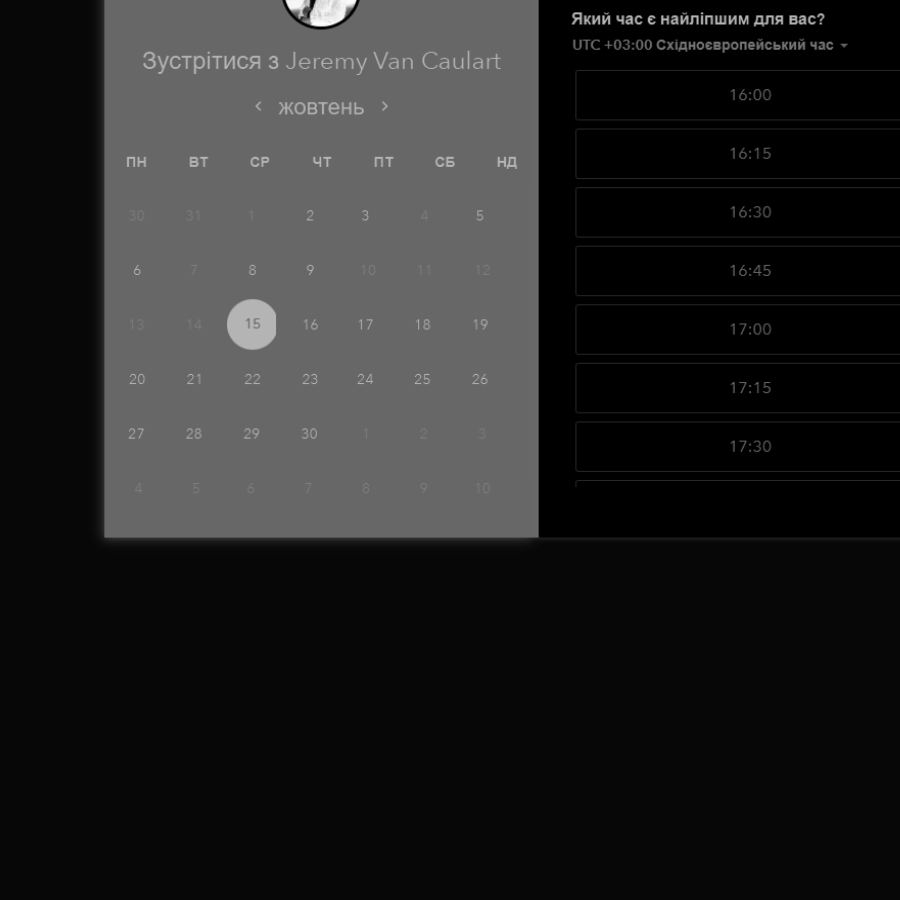 Зустрітися з Jeremy Van Caulart
жовтень
ПН ВТ СР ЧТ ПТ СБ НД
30 31 1 2 3 4 5
6 7 8 9 10 11 12
13 14 15 16 17 18 19
20 21 22 23 24 25 26
27 28 29 30 1 2 3
4 5 6 7 8 9 10
Який час є найліпшим для вас?
UTC +03:00 Східноєвропейський час
16:00
16:15
16:30
16:45
17:00
17:15
17:30